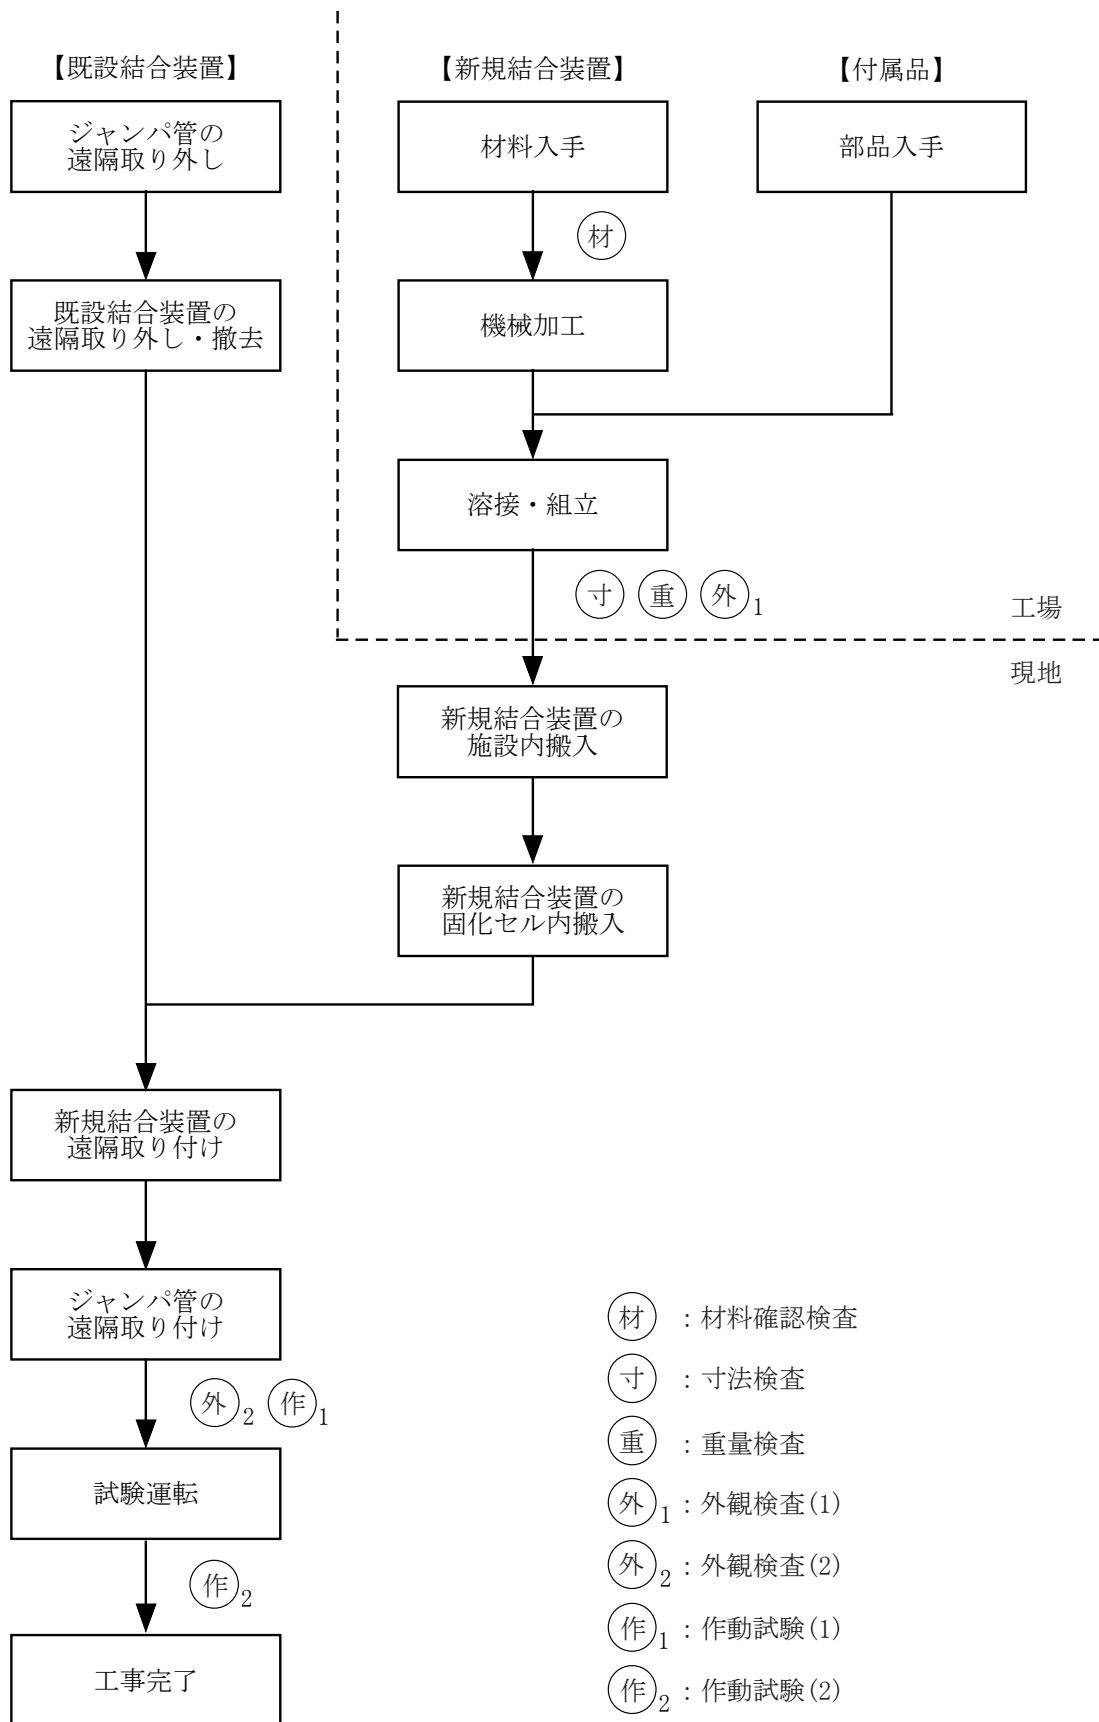 【既設結合装置】
ジャンパ管の
遠隔取り外し
既設結合装置の
遠隔取り外し・撤去
【新規結合装置】
材料入手
材
機械加工
【付属品】
部品入手
溶接・組立
寸 重 外1
工場
現地
新規結合装置の
施設内搬入
新規結合装置の
固化セル内搬入
新規結合装置の
遠隔取り付け
ジャンパ管の
遠隔取り付け
外2 作1
試験運転
作2
工事完了
材 : 材料確認検査
寸 : 寸法検査
重 : 重量検査
外1 : 外観検査(1)
外2 : 外観検査(2)
作1 : 作動試験(1)
作2 : 作動試験(2)